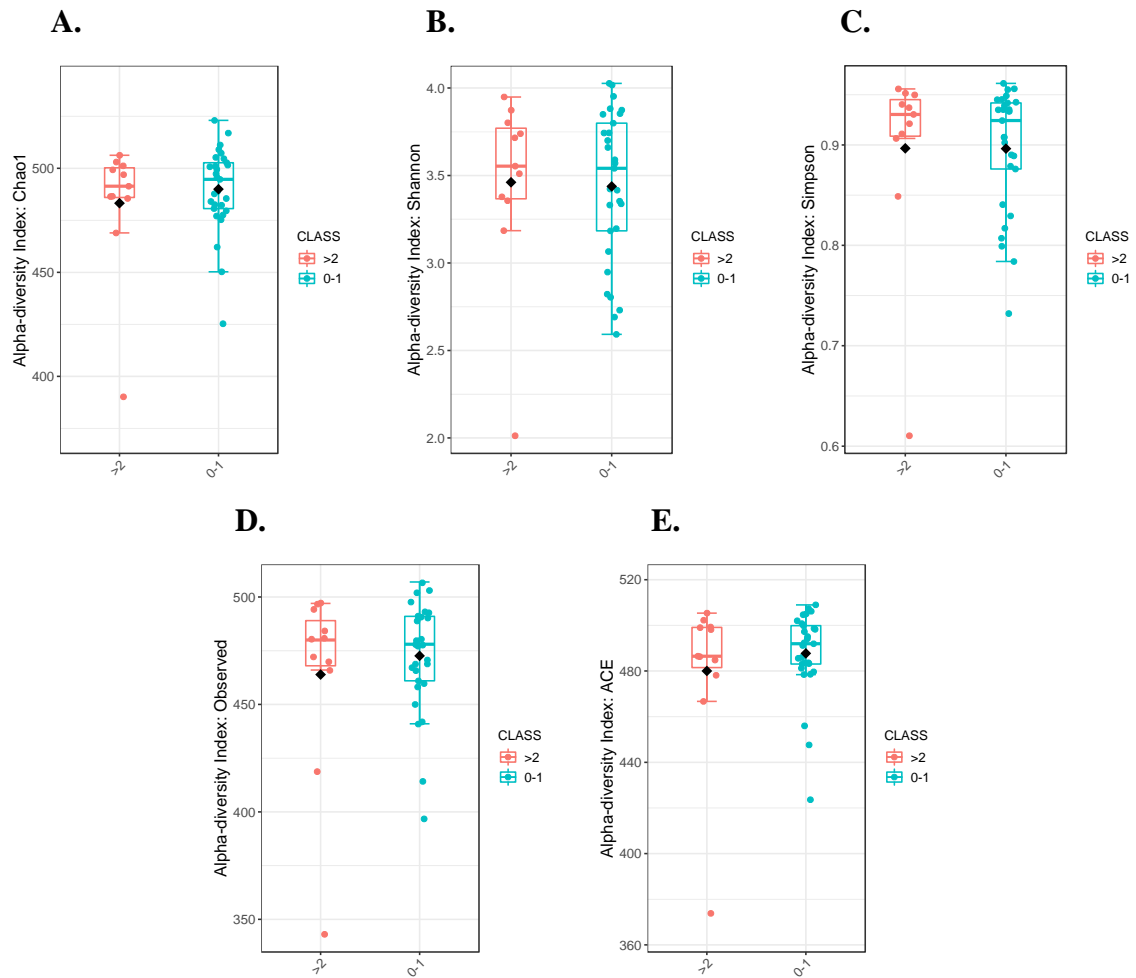 A.
Alpha-diversity Index: Chao1
500
450
400
>2
0-1
CLASS
>2
0-1
B.
Alpha-diversity Index: Shannon
4.0
3.5
3.0
2.5
2.0
>2
0-1
CLASS
>2
0-1
C.
Alpha-diversity Index: Simpson
0.9
0.8
0.7
0.6
>2
0-1
CLASS
>2
0-1
D.
Alpha-diversity Index: Observed
500
450
400
350
>2
0-1
CLASS
>2
0-1
E.
Alpha-diversity Index: ACE
520
480
440
400
360
>2
0-1
CLASS
>2
0-1